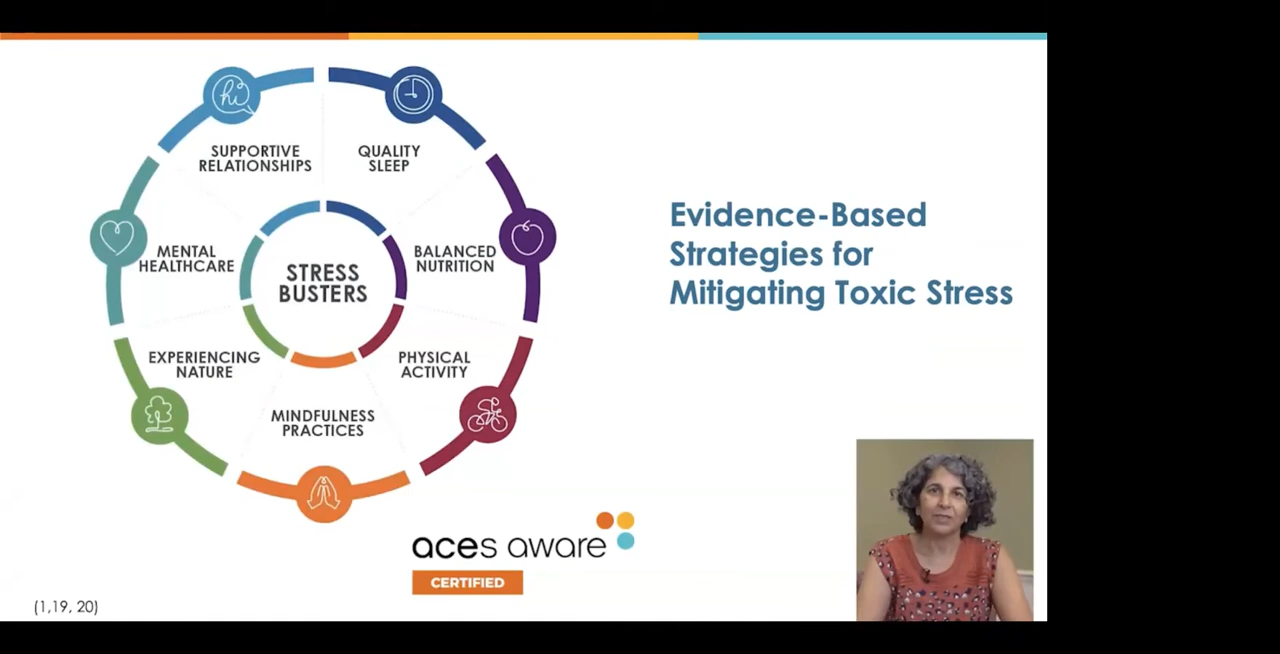 SUPPORTIVE
RELATIONSHIPS
QUALITY
SLEEP
MENTAL
HEALTHCARE
STRESS
BUSTERS
BALANCED
NUTRITION
EXPERIENCING
NATURE
PHYSICAL
ACTIVITY
MINDFULNESS
PRACTICES
hi
Evidence-Based
Strategies for
Mitigating Toxic Stress
aces aware
CERTIFIED
(1,19, 20)